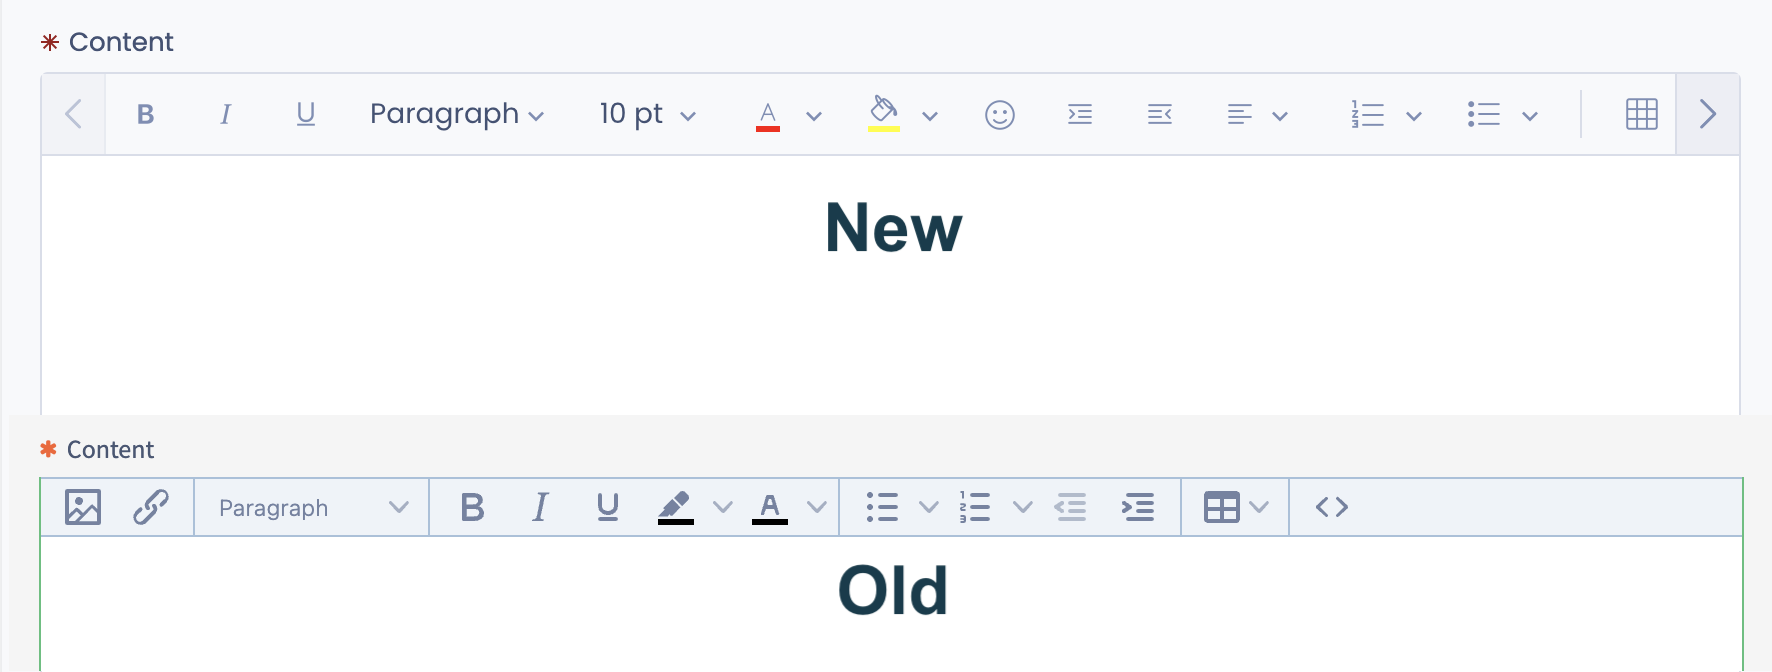 * Content
B I U Paragraph 10 pt A
New
* Content
Paragraph B I U A
Old